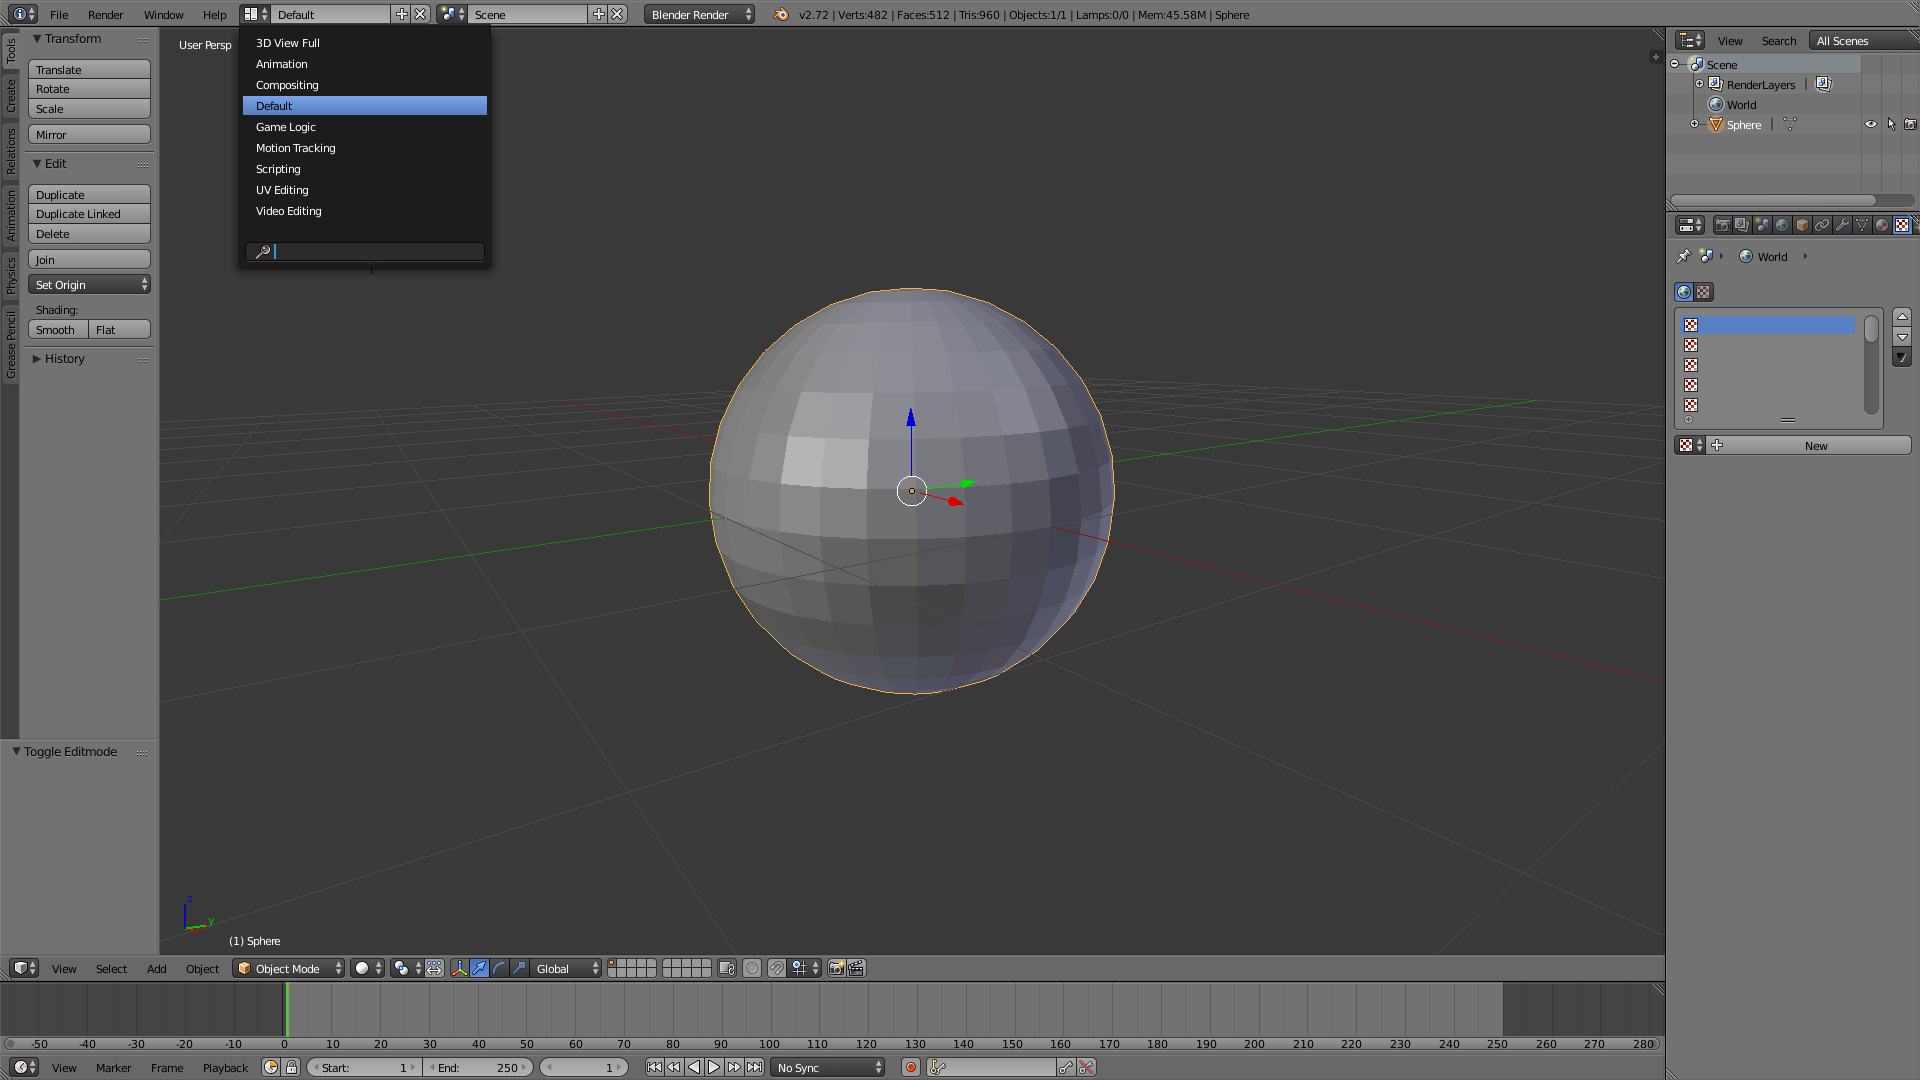 File Render Window Help Default Scene Blender Render v2.72 | Verts:482 | Faces:512 | Tris:960 | Objects:1/1 | Lamps:0/0 | Mem:45.58M | Sphere
Tools
Create
Relations
Animation
Physics
Grease Pencil
Transform
Translate
Rotate
Scale
Mirror
Edit
Duplicate
Duplicate Linked
Delete
Join
Set Origin
Shading:
Smooth Flat
History
Toggle Editmode
User Persp
3D View Full
Animation
Compositing
Default
Game Logic
Motion Tracking
Scripting
UV Editing
Video Editing
z
y
(1) Sphere
View Search All Scenes
Scene
RenderLayers |
World
Sphere |
World
New
View Select Add Object Object Mode Global
-50 -40 -30 -20 -10 0 10 20 30 40 50 60 70 80 90 100 110 120 130 140 150 160 170 180 190 200 210 220 230 240 250 260 270 280
View Marker Frame Playback Start: 1 End: 250 1 No Sync